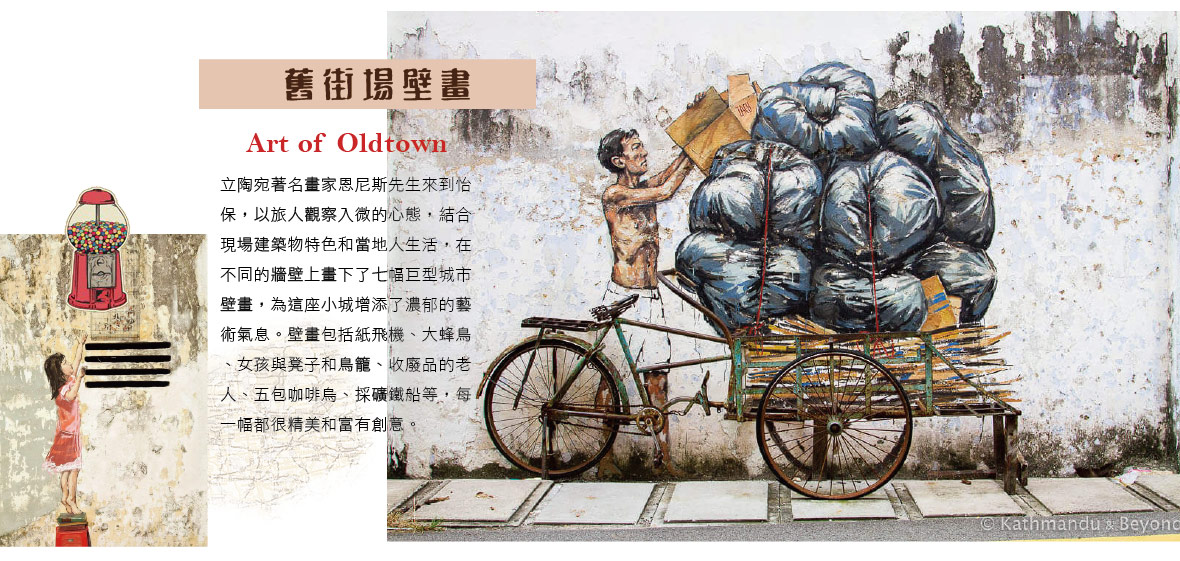 舊街場壁畫
Art of Oldtown
立陶宛著名畫家恩尼斯先生來到怡
保，以旅人觀察入微的心態，結合
現場建築物特色和當地人生活，在
不同的牆壁上畫下了七幅巨型城市
壁畫，為這座小城增添了濃郁的藝
術氣息。壁畫包括紙飛機、大蜂鳥
、女孩與凳子和鳥籠、收廢品的老
人、五包咖啡烏、採礦鐵船等，每
一幅都很精美和富有創意。
© Kathmandu & Beyond